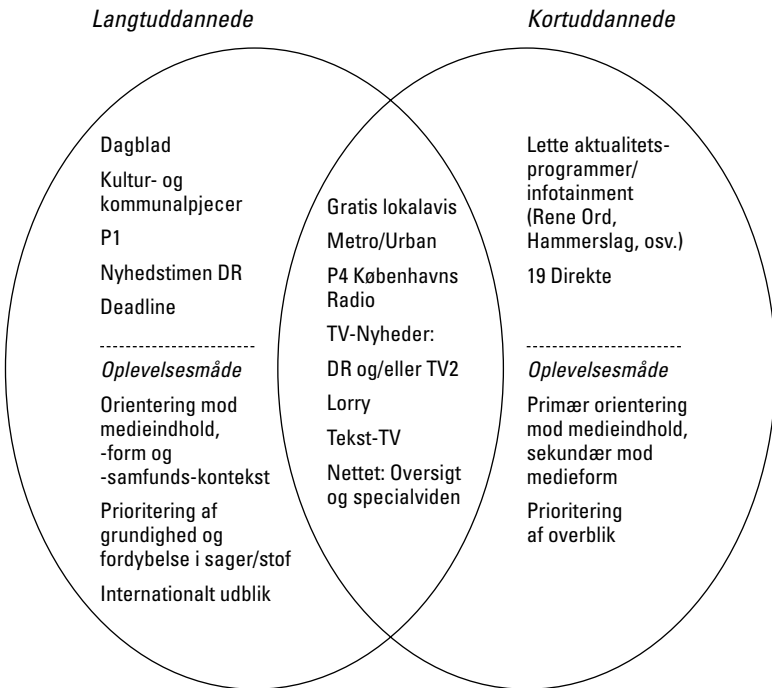 Langtuddannede
Kortuddannede
Dagblad
Kultur- og
kommunalpjecer
P1
Nyhedstimen DR
Deadline
Oplevelsesmåde
Orientering mod
medieindhold,
-form og
-samfunds-kontekst
Prioritering af
grundighed og
fordybelse i sager/stof
Internationalt udblik
Gratis lokalavis
Metro/Urban
P4 Københavns
Radio
TV-Nyheder:
DR og/eller TV2
Lorry
Tekst-TV
Nettet: Oversigt
og specialviden
Lette aktualitets-
programmer/
infotainment
(Rene Ord,
Hammerslag, osv.)
19 Direkte
Oplevelsesmåde
Primær orientering
mod medieindhold,
sekundær mod
medieform
Prioritering
af overblik